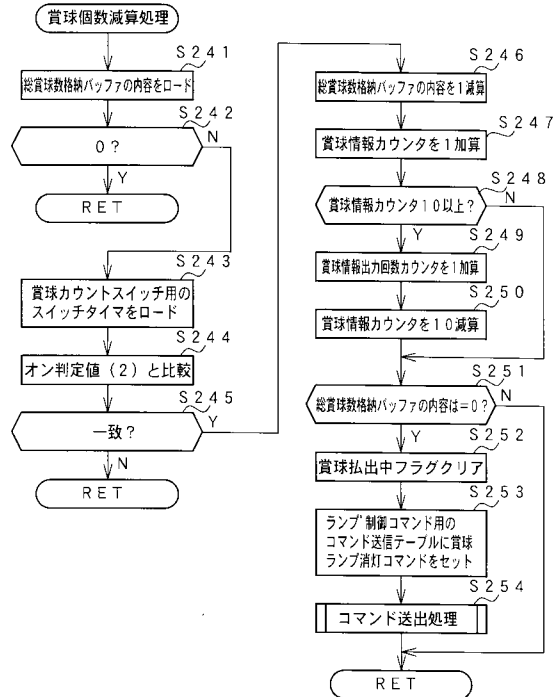 賞球個数減算処理
S241
総賞球数格納バッファの内容をロード
S242
0?
N
Y
RET
S243
賞球カウントスイッチ用の
スイッチタイマをロード
S244
オン判定値(2)と比較
S245
一致?
Y
N
RET
S246
総賞球数格納バッファの内容を1減算
S247
賞球情報カウンタを1加算
S248
賞球情報カウンタ10以上?
N
Y
S249
賞球情報出力回数カウンタを1加算
S250
賞球情報カウンタを10減算
S251
総賞球数格納バッファの内容は=0?
N
Y
S252
賞球払出中フラグクリア
S253
ランプ制御コマンド用の
コマンド送信テーブルに賞球
ランプ消灯コマンドをセット
S254
コマンド送出処理
RET